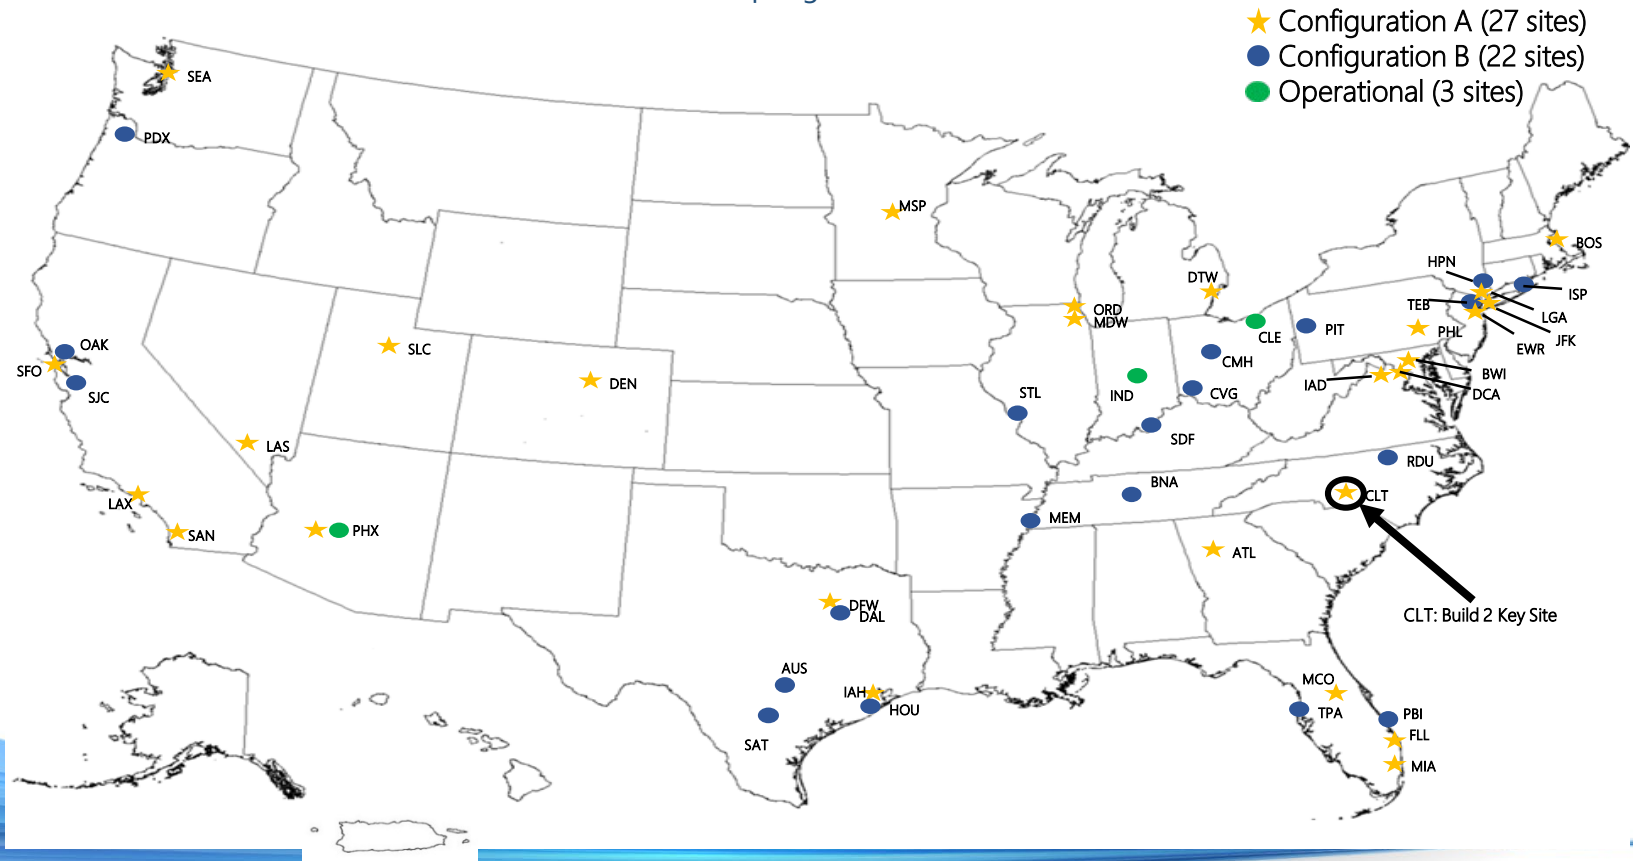 Configuration A (27 sites)
Configuration B (22 sites)
Operational (3 sites)
SEA
PDX
MSP
BOS
HPN
DTW
ISP
TEB
ORD
LGA
MDW
CLE
PIT
PHL
JFK
EWR
OAK
SLC
CMH
SFO
BWI
DEN
IAD
SJC
STL
IND
CVG
DCA
SDF
LAS
RDU
BNA
LAX
CLT
MEM
SAN
PHX
ATL
DFW
DAL
CLT: Build 2 Key Site
AUS
MCO
IAH
HOU
TPA
PBI
FLL
SAT
MIA